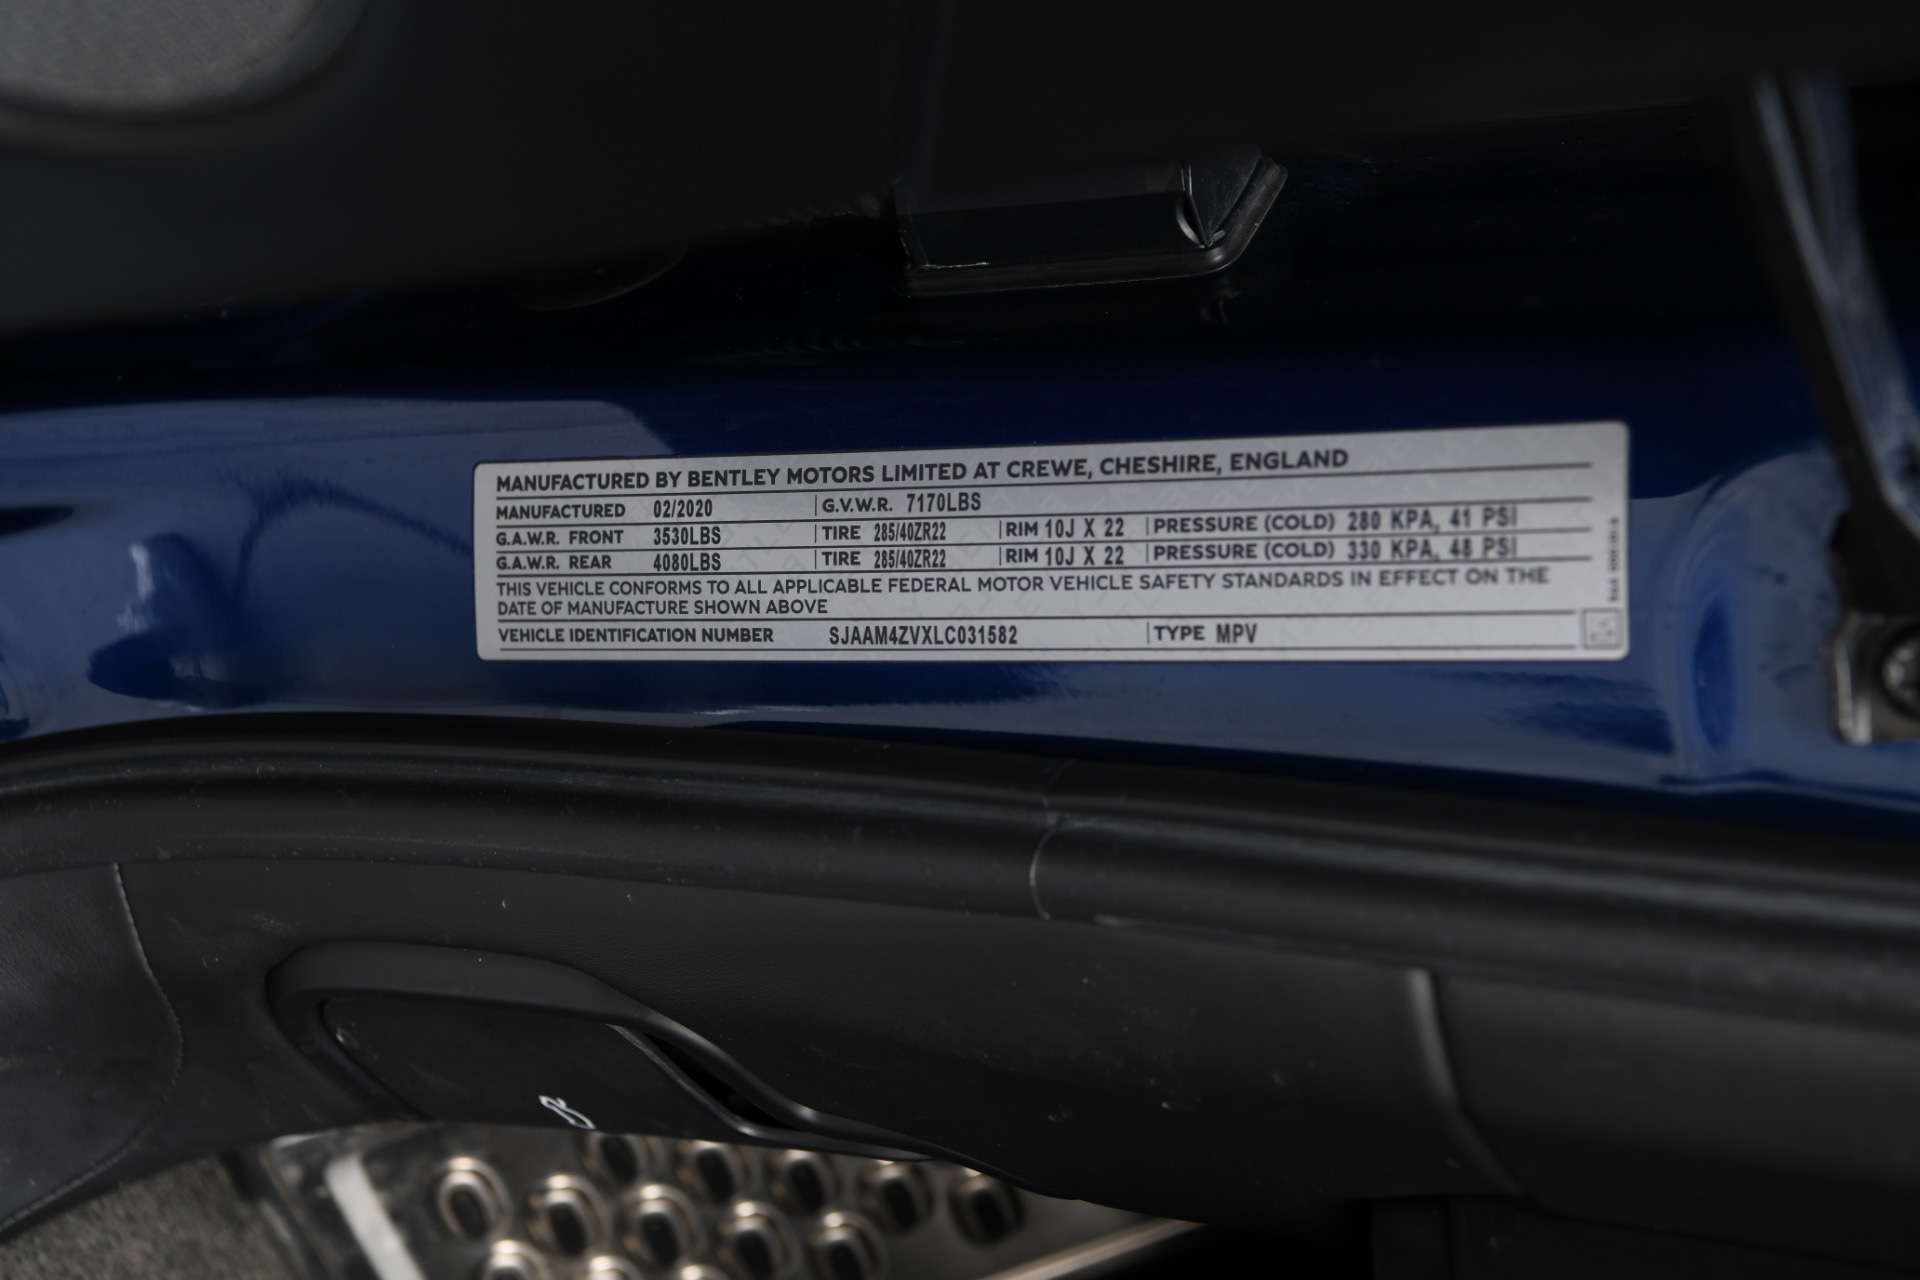 MANUFACTURED BY BENTLEY MOTORS LIMITED AT CREWE, CHESHIRE, ENGLAND
MANUFACTURED 02/2020 G.V.W.R. 7170LBS
G.A.W.R. FRONT 3530LBS TIRE 285/40ZR22 RIM 10J X 22 PRESSURE (COLD) 280 KPA, 41 PSI
G.A.W.R. REAR 4080LBS TIRE 285/40ZR22 RIM 10J X 22 PRESSURE (COLD) 330 KPA, 48 PSI
THIS VEHICLE CONFORMS TO ALL APPLICABLE FEDERAL MOTOR VEHICLE SAFETY STANDARDS IN EFFECT ON THE
DATE OF MANUFACTURE SHOWN ABOVE
VEHICLE IDENTIFICATION NUMBER SJAAM4ZVXLC031582 TYPE MPV